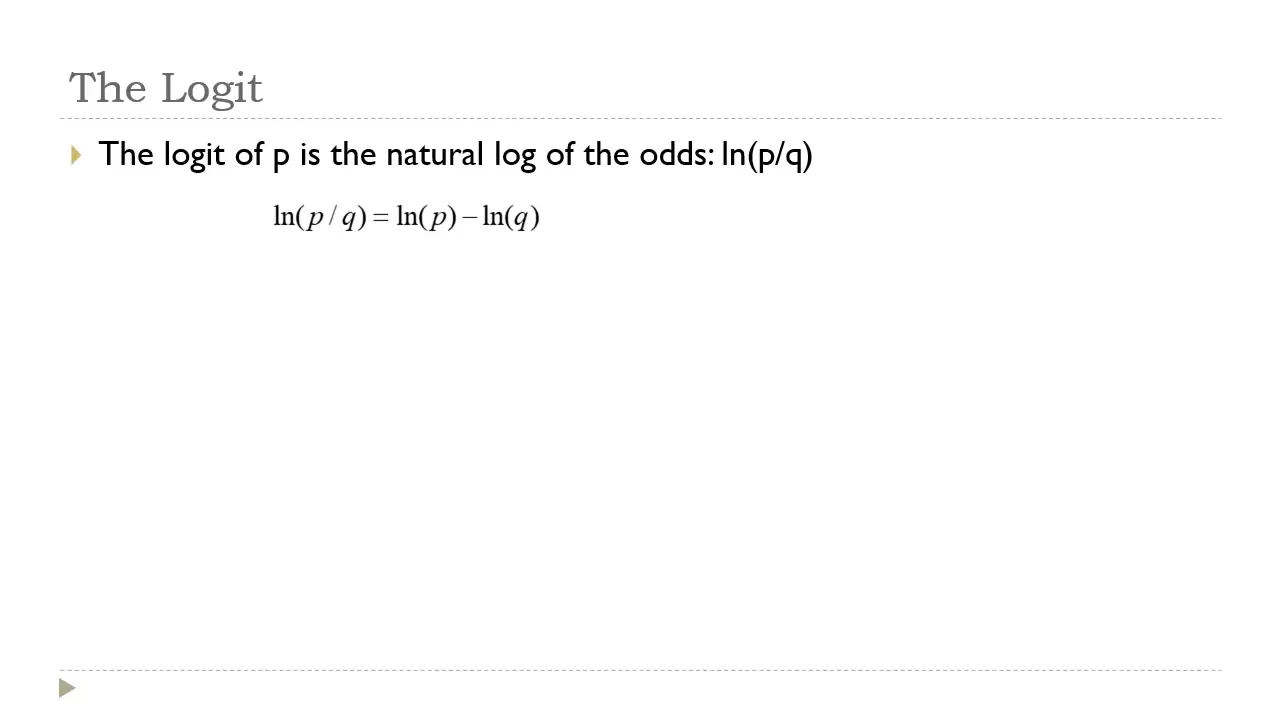 The Logit
The logit of p is the natural log of the odds: ln(p/q)
ln( p / q) = ln( p) − ln(q)